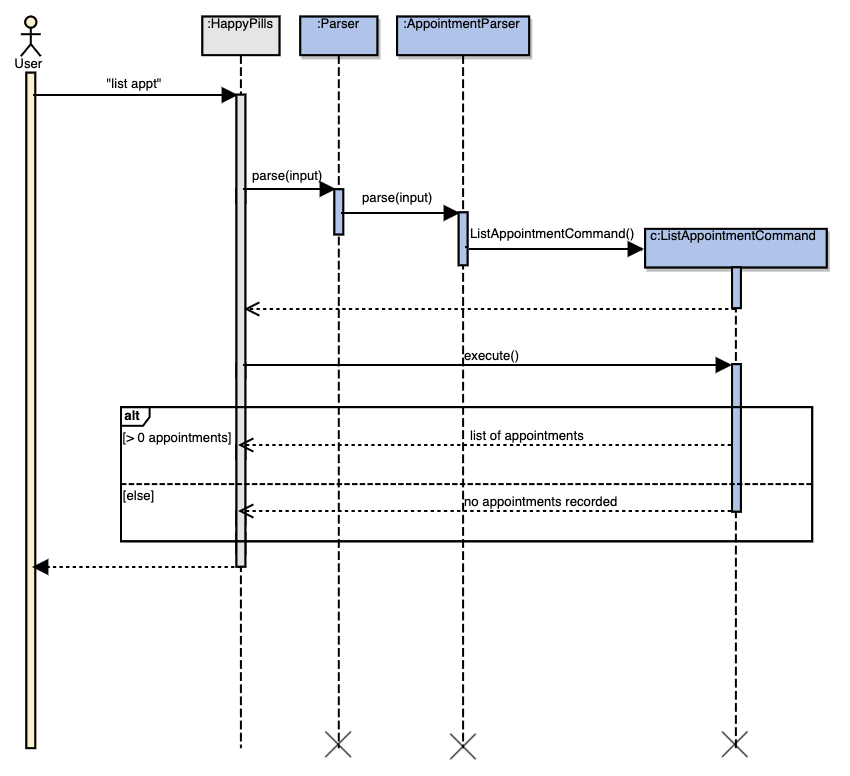 :HappyPills
:Parser
:AppointmentParser
User
"list appt"
parse(input)
parse(input)
ListAppointmentCommand()
c:ListAppointmentCommand
execute()
alt
[> 0 appointments]
list of appointments
[else]
no appointments recorded